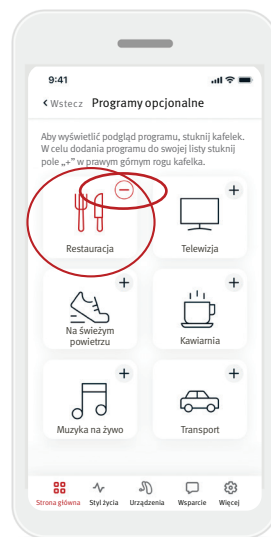 9:41
Wstecz Programy opcjonalne
Aby wyświetlić podgląd programu, stuknij kafelek.
W celu dodania programu do swojej listy stuknij
pole „+” w prawym górnym rogu kafelka.
Restauracja
Telewizja
Na świeżym
powietrzu
Kawiarnia
Muzyka na żywo
Transport
Strona główna Styl życia Urządzenia Wsparcie Więcej